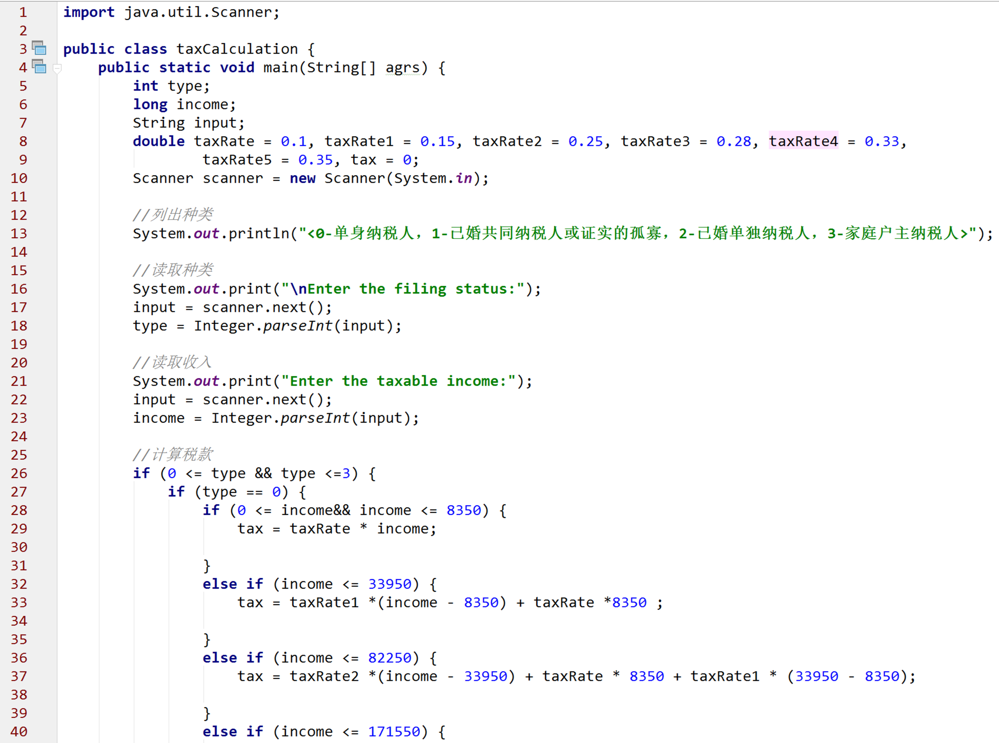 1 import java.util.Scanner;
2
3 public class taxCalculation {
4 public static void main(String[] agrs) {
5 int type;
6 long income;
7 String input;
8 double taxRate = 0.1, taxRate1 = 0.15, taxRate2 = 0.25, taxRate3 = 0.28, taxRate4 = 0.33,
9 taxRate5 = 0.35, tax = 0;
10 Scanner scanner = new Scanner(System.in);
11
12 //列出种类
13 System.out.println("<0-单身纳税人，1-已婚共同纳税人或证实的孤寡，2-已婚单独纳税人，3-家庭户主纳税人>");
14
15 //读取种类
16 System.out.print("\nEnter the filing status:");
17 input = scanner.next();
18 type = Integer.parseInt(input);
19
20 //读取收入
21 System.out.print("Enter the taxable income:");
22 input = scanner.next();
23 income = Integer.parseInt(input);
24
25 //计算税款
26 if (0 <= type && type <=3) {
27 if (type == 0) {
28 if (0 <= income&& income <= 8350) {
29 tax = taxRate * income;
30
31 }
32 else if (income <= 33950) {
33 tax = taxRate1 *(income - 8350) + taxRate *8350 ;
34
35 }
36 else if (income <= 82250) {
37 tax = taxRate2 *(income - 33950) + taxRate * 8350 + taxRate1 * (33950 - 8350);
38
39 }
40 else if (income <= 171550) {